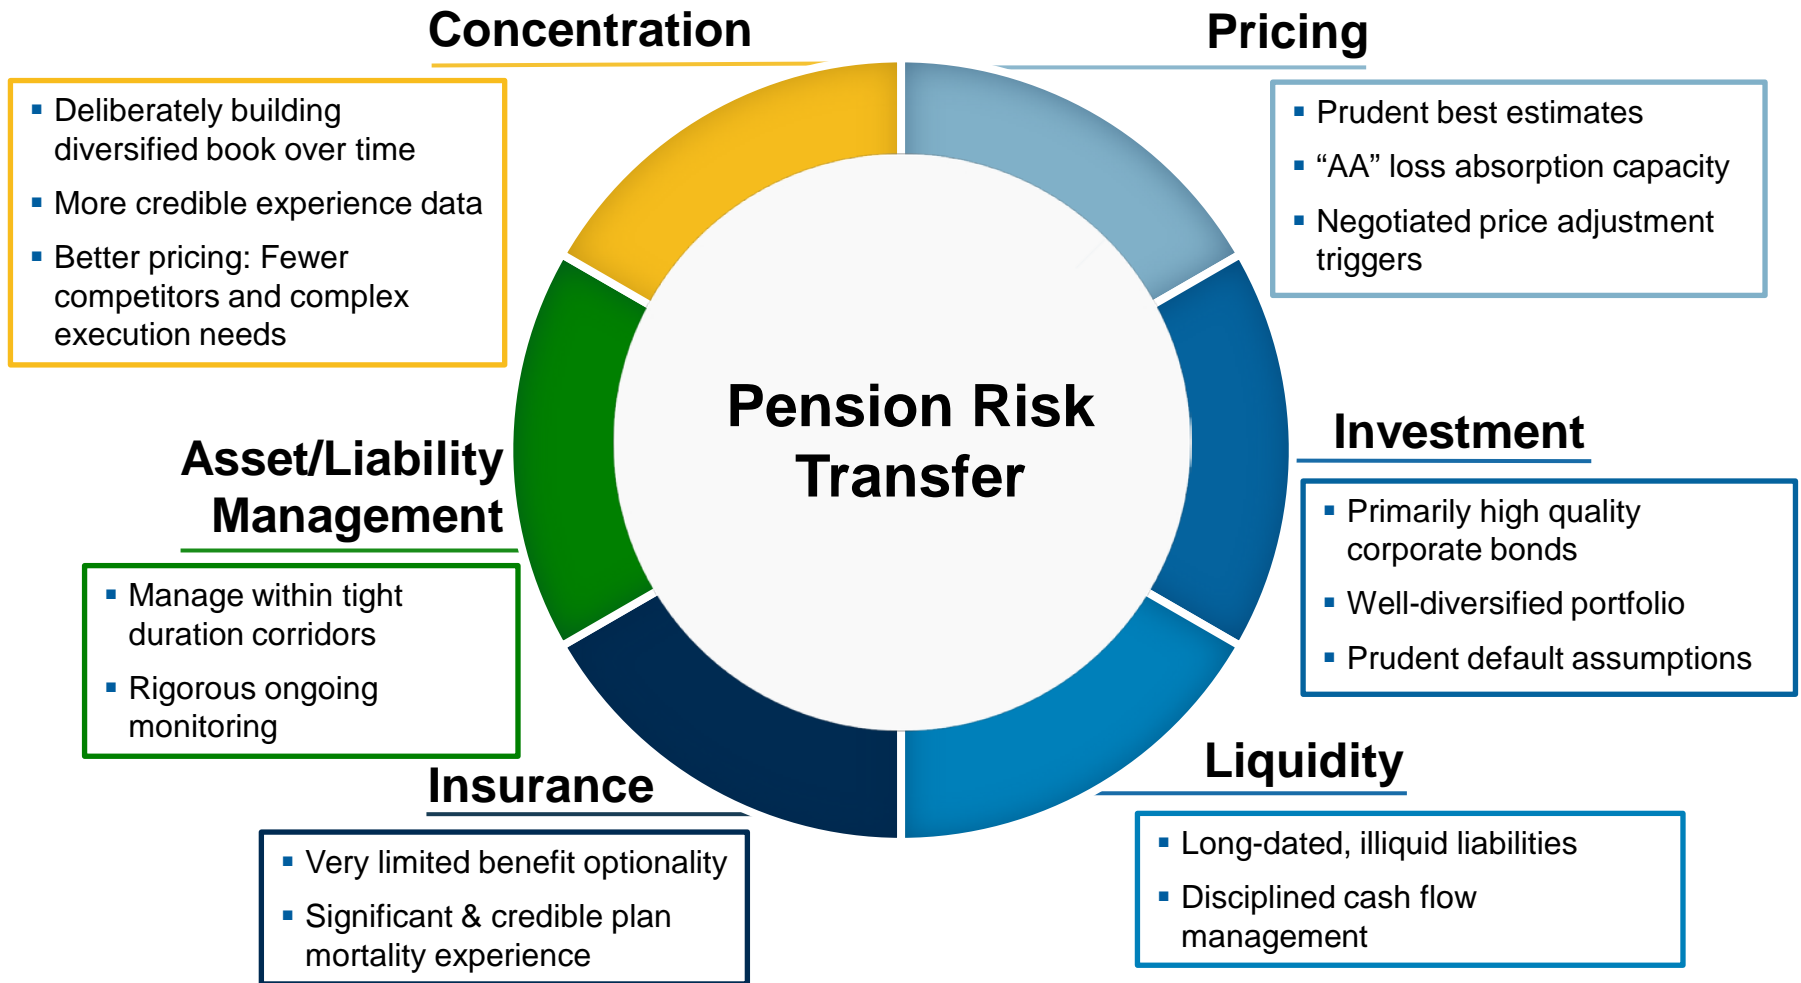 Concentration
▪ Deliberately building
diversified book over time
▪ More credible experience data
▪ Better pricing: Fewer
competitors and complex
execution needs
Pricing
▪ Prudent best estimates
▪ “AA” loss absorption capacity
▪ Negotiated price adjustment
triggers
Pension Risk
Transfer
Asset/Liability
Management
▪ Manage within tight
duration corridors
▪ Rigorous ongoing
monitoring
Investment
▪ Primarily high quality
corporate bonds
▪ Well-diversified portfolio
▪ Prudent default assumptions
Insurance
▪ Very limited benefit optionality
▪ Significant & credible plan
mortality experience
Liquidity
▪ Long-dated, illiquid liabilities
▪ Disciplined cash flow
management